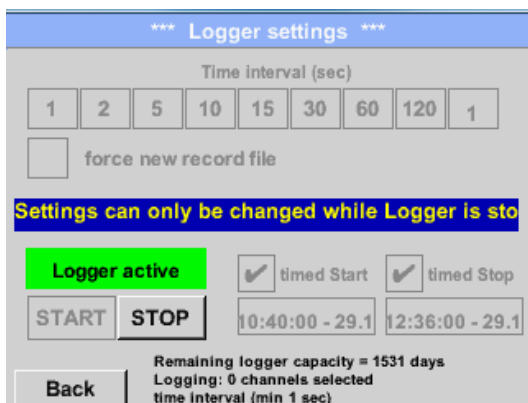 *** Logger settings ***
Time interval (sec)
1 2 5 10 15 30 60 120 1
force new record file
Settings can only be changed while Logger is sto
Logger active
timed Start
timed Stop
START STOP
10:40:00 - 29.1
12:36:00 - 29.1
Remaining logger capacity = 1531 days
Logging: 0 channels selected
time interval (min 1 sec)
Back